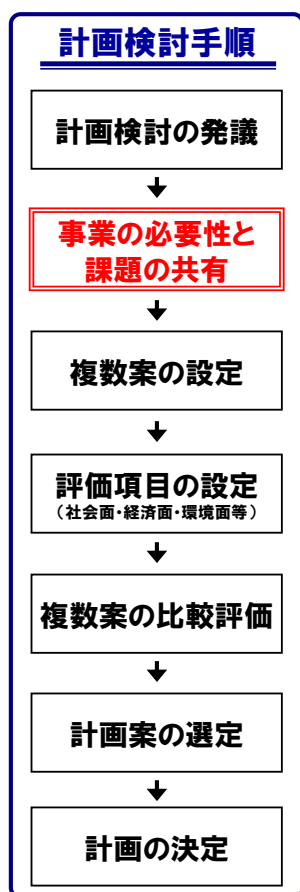 計画検討手順
計画検討の発議
事業の必要性と
課題の共有
複数案の設定
評価項目の設定
（社会面・経済面・環境面等）
複数案の比較評価
計画案の選定
計画の決定